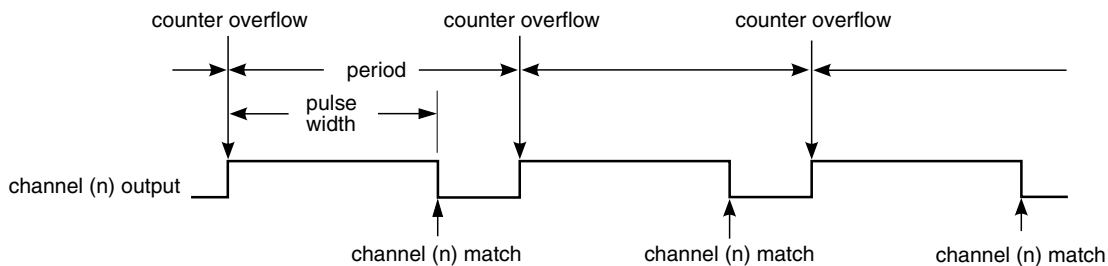 counter overflow
counter overflow
counter overflow
period
pulse
width
channel (n) output
channel (n) match
channel (n) match
channel (n) match